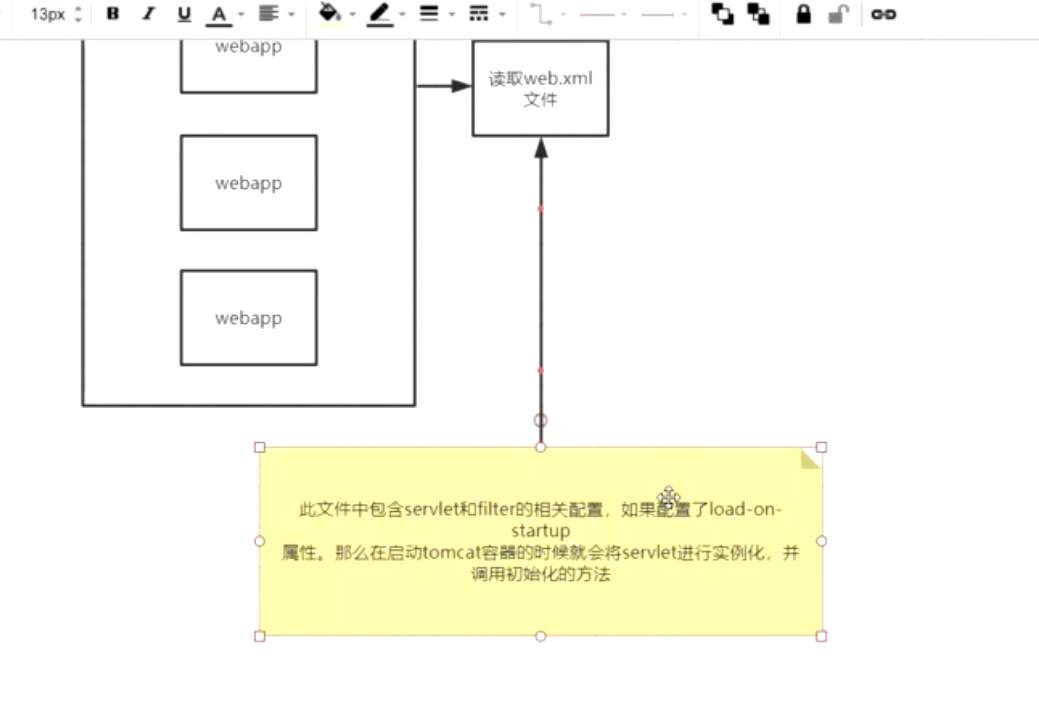 13px
B I U A
webapp
读取web.xml
文件
webapp
webapp
此文件中包含servlet和filter的相关配置，如果配置了load-on-
startup
属性。那么在启动tomcat容器的时候就会将servlet进行实例化，并
调用初始化的方法